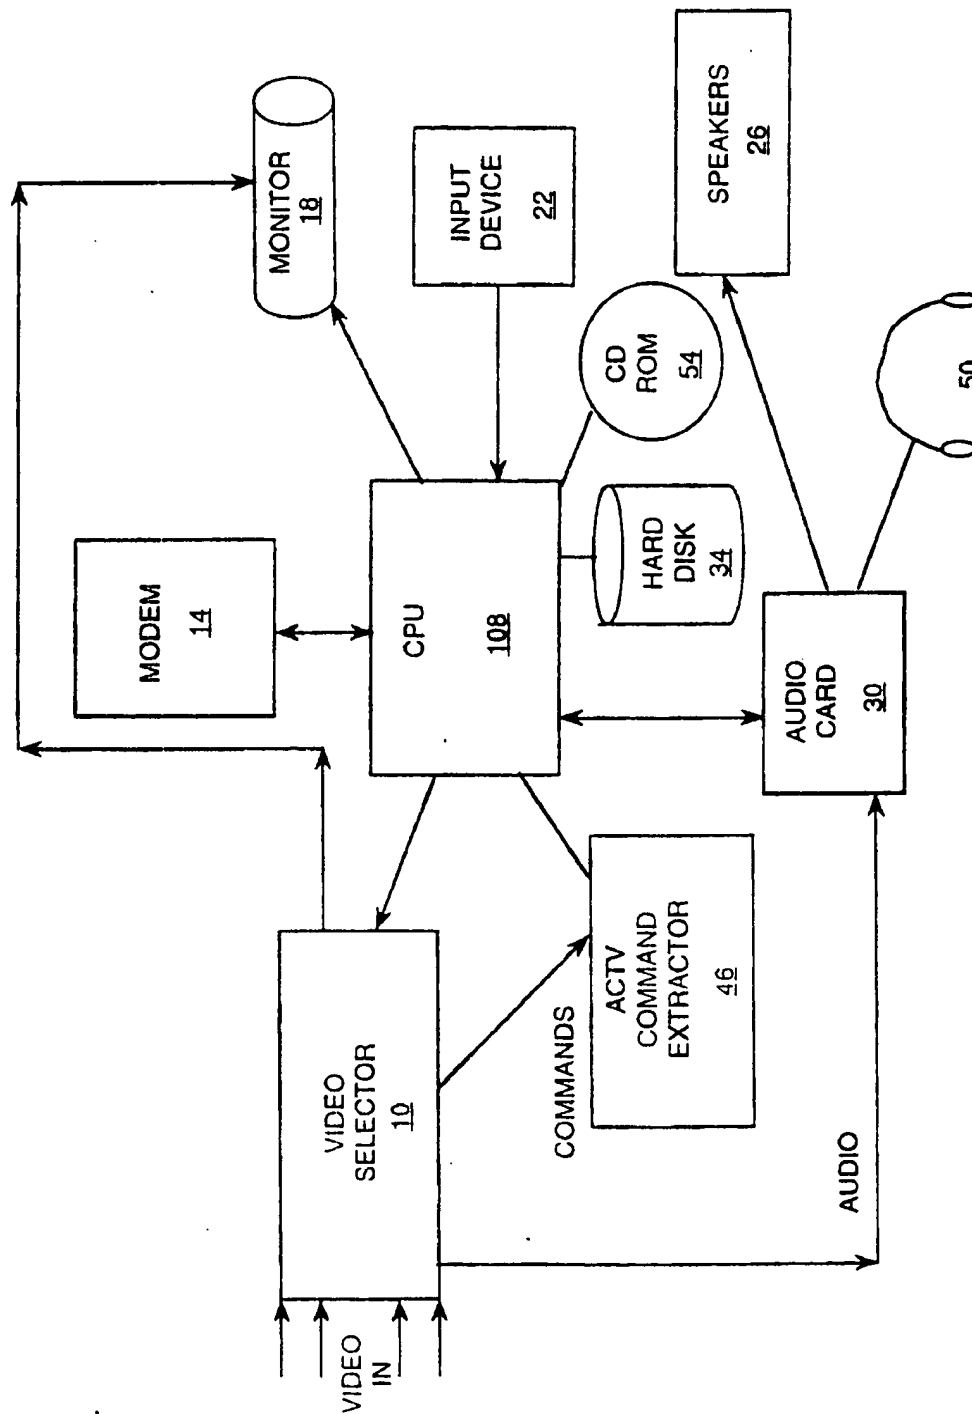 VIDEO
IN
VIDEO
SELECTOR
10
COMMANDS
ACTV
COMMAND
EXTRACTOR
46
AUDIO
MODEM
14
CPU
108
HARD
DISK
34
AUDIO
CARD
30
MONITOR
18
INPUT
DEVICE
22
CD
ROM
54
SPEAKERS
26
50